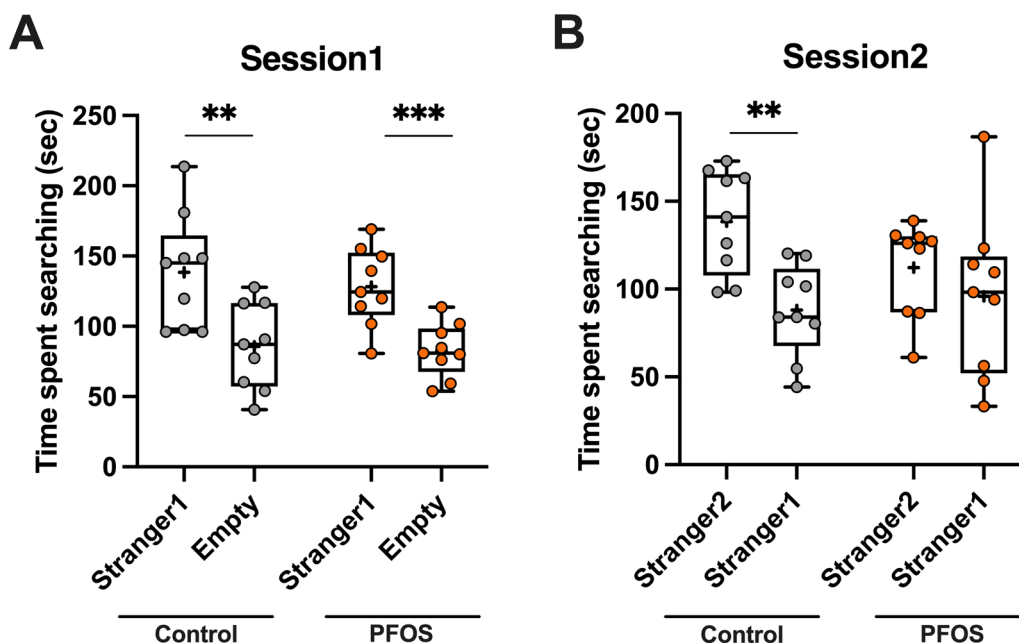 A
Session1
Time spent searching (sec)
250
200
150
100
50
0
**
***
Stranger1
Empty
Stranger1
Empty
Control
PFOS
B
Session2
Time spent searching (sec)
200
150
100
50
0
**
Stranger2
Stranger1
Stranger2
Stranger1
Control
PFOS